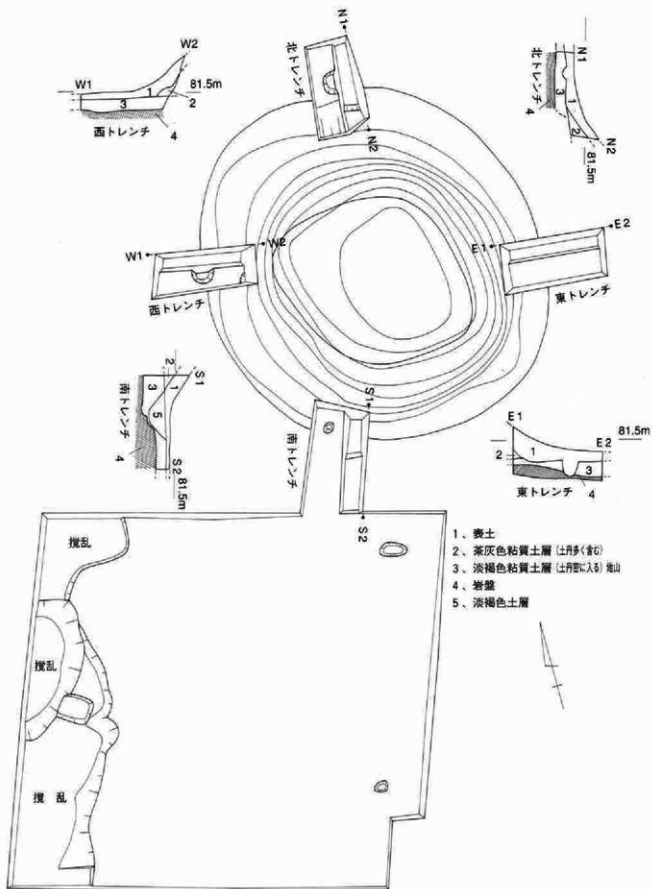 N1
北トレンチ
N2
W2
W1
81.5m
1
2
3
4
西トレンチ
N1
北トレンチ
3
1
4
2
N2
81.5m
W1
W2
西トレンチ
E1
E2
東トレンチ
2
S1
3
1
南トレンチ
5
4
S2
81.5m
S1
南トレンチ
S2
E1
81.5m
E2
1
2
3
東トレンチ
4
攪乱
攪乱
攪乱
1、表土
2、茶灰色粘質土層(土丹多く含む)
3、淡褐色粘質土層(土丹密に入る)地山
4、岩盤
5、淡褐色土層